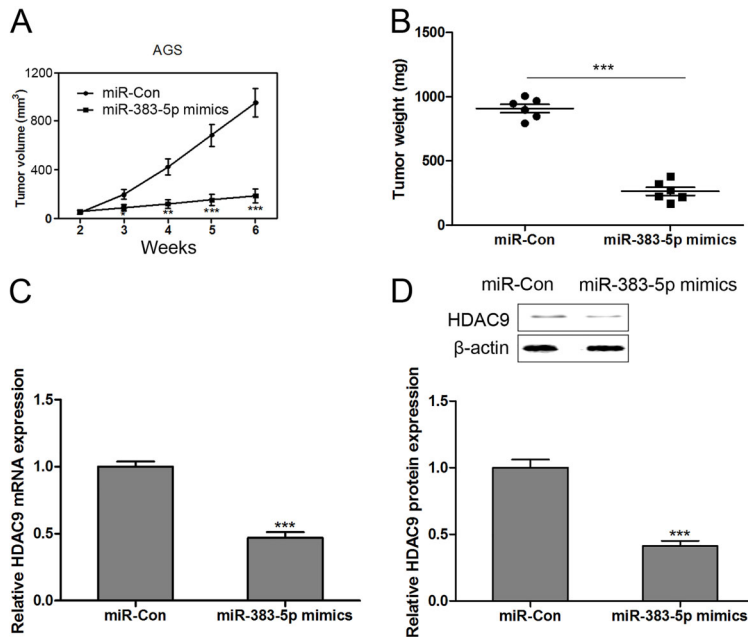 A
AGS
Tumor volume (mm³)
1200
800
400
0
miR-Con
miR-383-5p mimics
*
**
***
***
2 3 4 5 6
Weeks
B
Tumor weight (mg)
1500
1000
500
0
***
miR-Con miR-383-5p mimics
C
Relative HDAC9 mRNA expression
1.5
1.0
0.5
0.0
***
miR-Con miR-383-5p mimics
D
miR-Con miR-383-5p mimics
HDAC9
β-actin
Relative HDAC9 protein expression
1.5
1.0
0.5
0.0
***
miR-Con miR-383-5p mimics